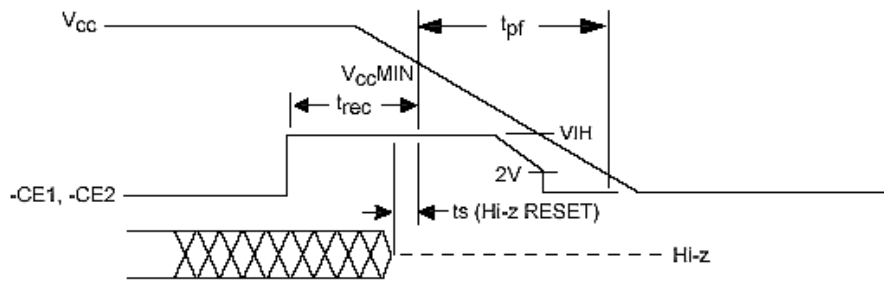 Vcc
tpf
VccMIN
trec
VIH
2V
-CE1, -CE2
ts (Hi-z RESET)
Hi-z